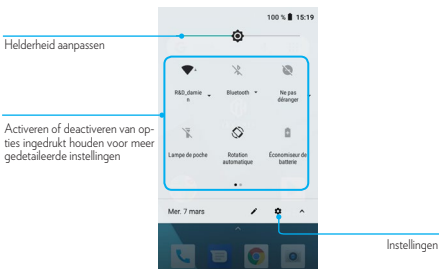 100 % 15:19
Helderheid aanpassen
R&D_damie
n
Bluetooth
Ne pas
déranger
Activeren of deactiveren van op-
ties ingedrukt houden voor meer
gedetaileerde instellingen
Lampe de poche
Rotation
automatique
Économiseur de
batterie
Mer. 7 mars
Instellingen